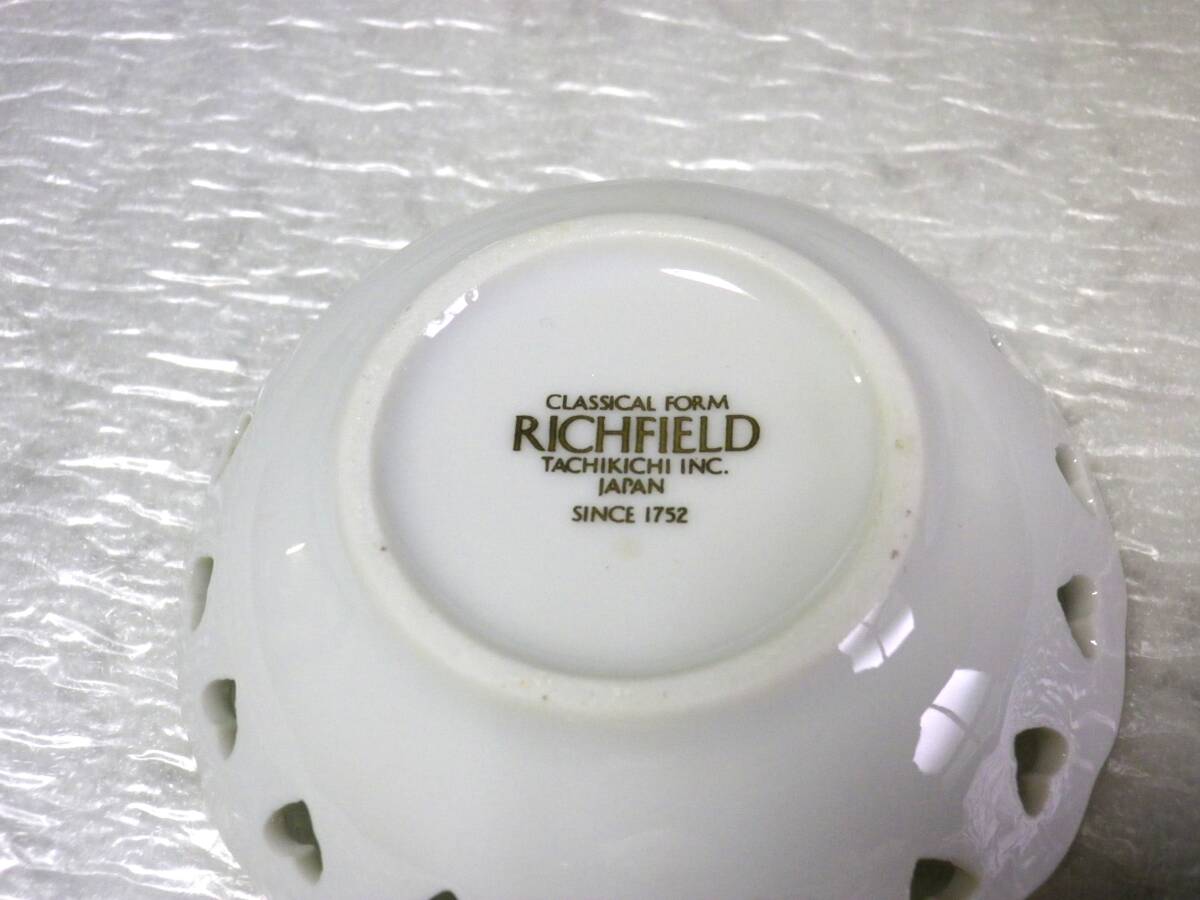 CLASSICAL FORM
RICHFIELD
TACHIKICHI INC.
JAPAN
SINCE 1752